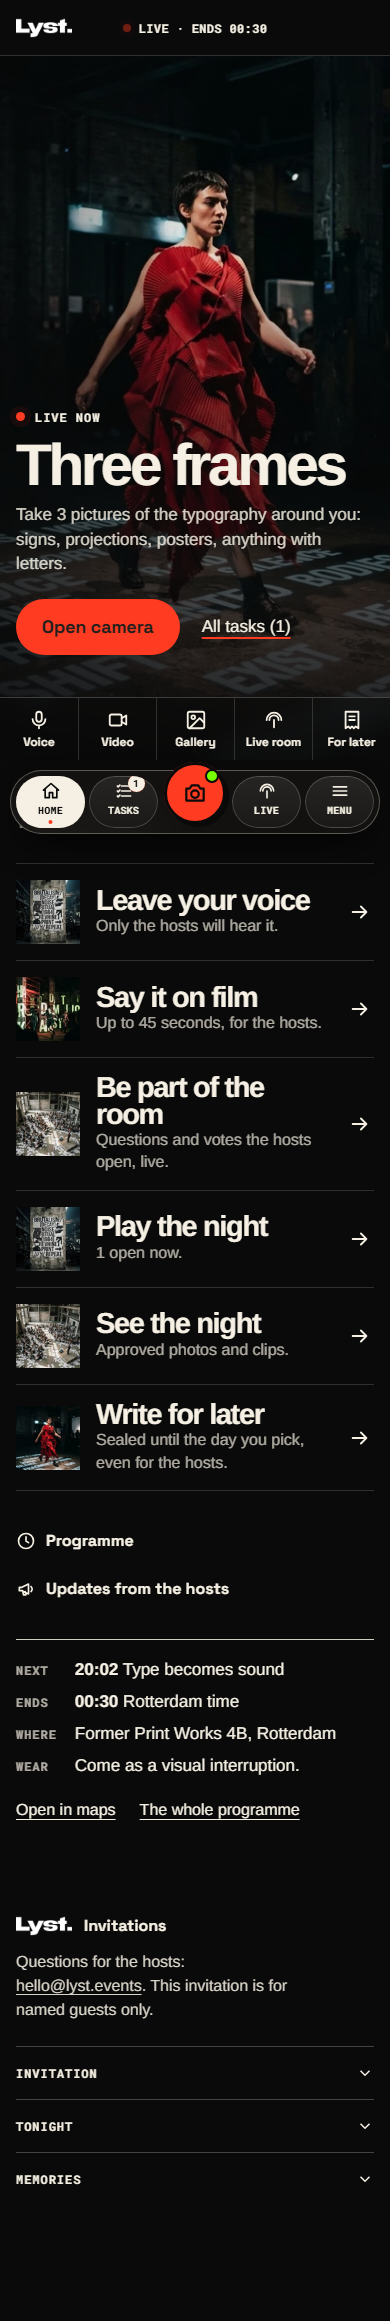 Lyst.
LIVE · ENDS 00:30
LIVE NOW
Three frames
Take 3 pictures of the typography around you:
signs, projections, posters, anything with
letters.
Open camera
All tasks (1)
Voice
Video
Gallery
Live room
For later
HOME
1
TASKS
LIVE
MENU
Leave your voice
Only the hosts will hear it.
Say it on film
Up to 45 seconds, for the hosts.
Be part of the
room
Questions and votes the hosts
open, live.
Play the night
1 open now.
See the night
Approved photos and clips.
Write for later
Sealed until the day you pick,
even for the hosts.
Programme
Updates from the hosts
NEXT 20:02 Type becomes sound
ENDS 00:30 Rotterdam time
WHERE Former Print Works 4B, Rotterdam
WEAR Come as a visual interruption.
Open in maps
The whole programme
Lyst. Invitations
Questions for the hosts:
hello@lyst.events. This invitation is for
named guests only.
INVITATION
TONIGHT
MEMORIES